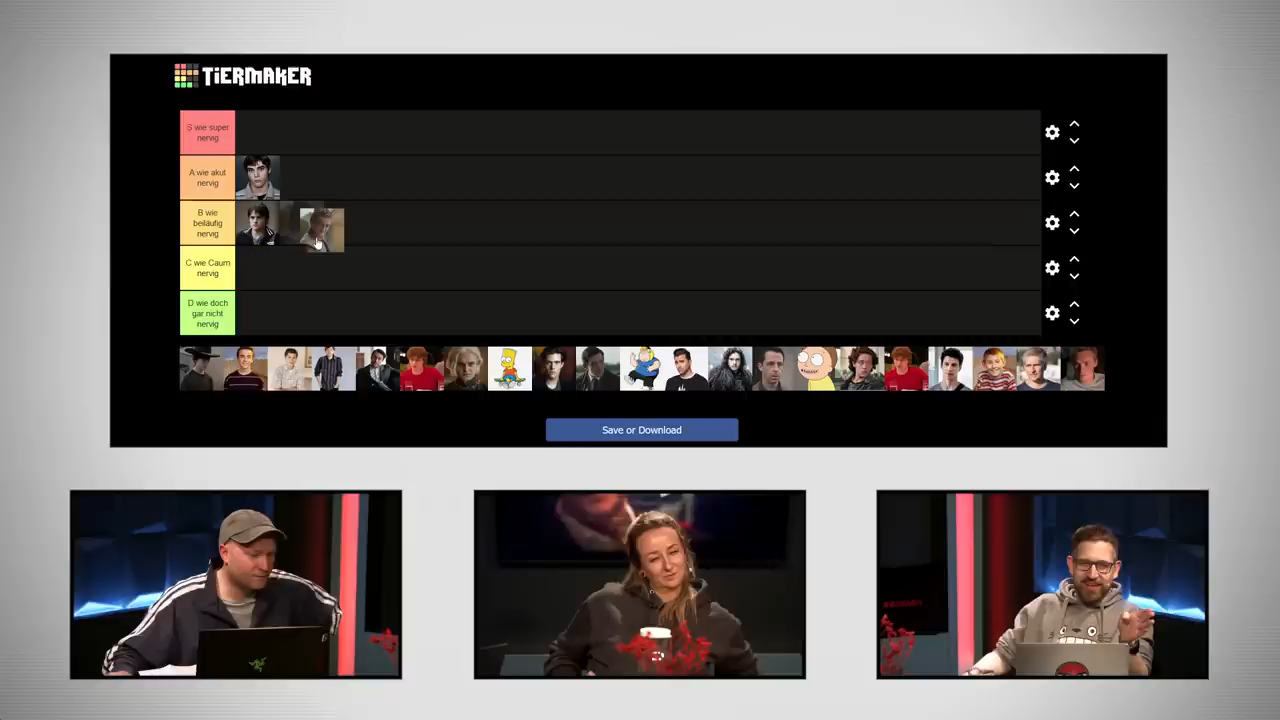 TiERMAKER
S wie super
nervig
A wie akut
nervig
B wie
beiläufig
nervig
C wie Caum
nervig
D wie doch
gar nicht
nervig
Save or Download